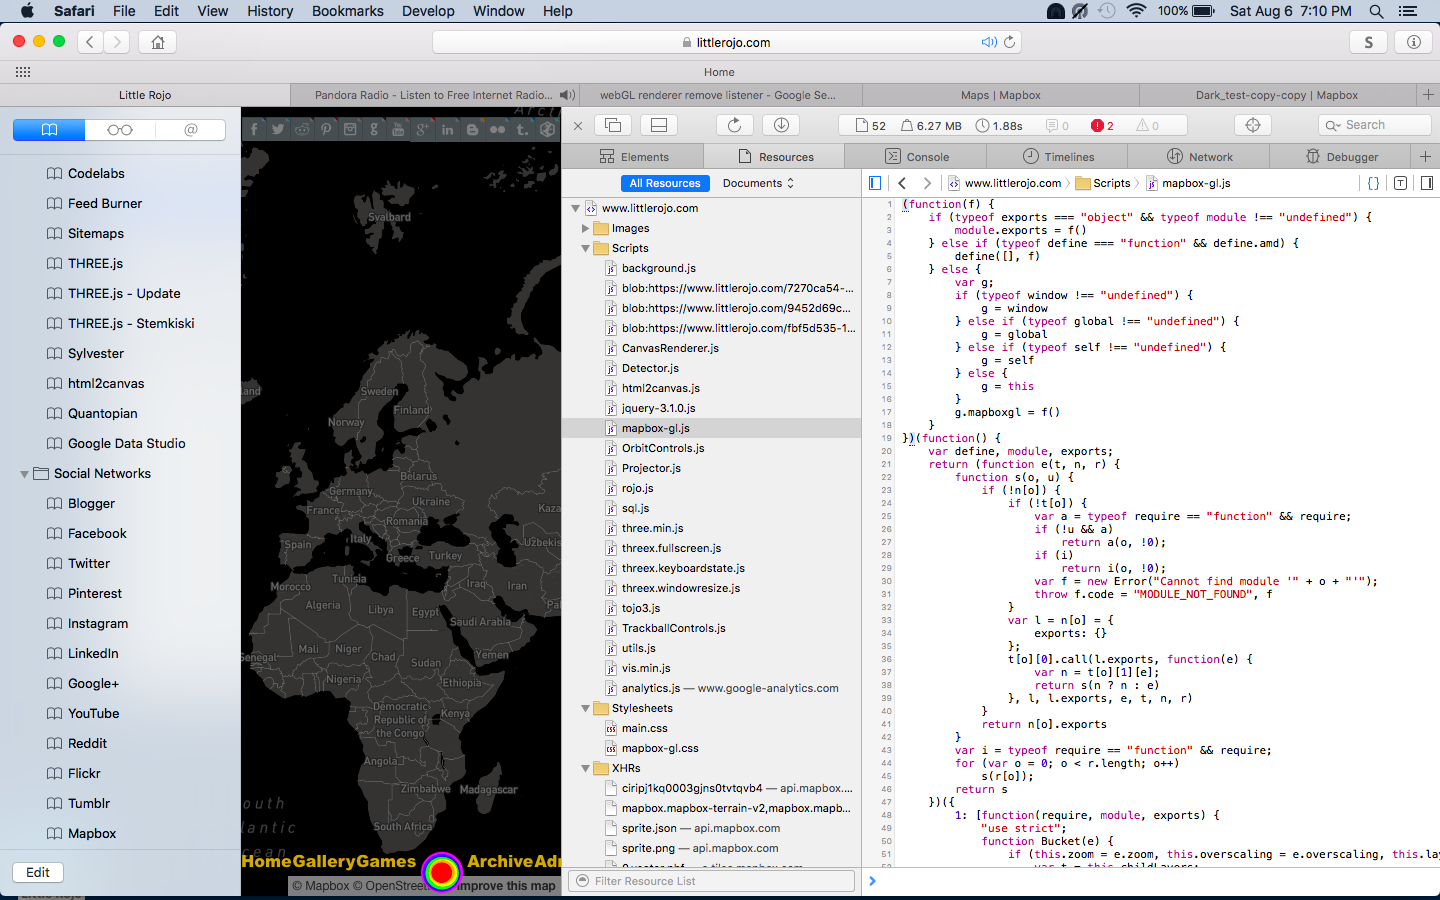 Safari File Edit View History Bookmarks Develop Window Help 100% Sat Aug 6 7:10 PM
littlerojo.com
S
Home
Little Rojo
Pandora Radio - Listen to Free Internet Radio...
webGL renderer remove listener - Google Se...
Maps | Mapbox
Dark_test-copy-copy | Mapbox
@
Codelabs
Feed Burner
Sitemaps
THREE.js
THREE.js - Update
THREE.js - Stemkiski
Sylvester
html2canvas
Quantopian
Google Data Studio
Social Networks
Blogger
Facebook
Twitter
Pinterest
Instagram
LinkedIn
Google+
YouTube
Reddit
Flickr
Tumblr
Mapbox
Edit
Svalbard
Sweden
Finland
Norway
Belarus
Germany
Ukraine
France
Kaza
Romania
Italy
Spain
Uzbekis
Greece Turkey
Tunisia
Morocco
Iraq
Iran
Algeria
Libya
Egypt
Saudi Arabia
Mali Niger
Chad
Sudan
Yemen
Senegal
Nigeria
Ethiopia
Democratic
Republic of
the Congo
Kenya
Angola
Zimbabwe
Madagascar
South Africa
outh
lantic
cean
HomeGalleryGames
ArchiveAdm
© Mapbox © OpenStreet
Improve this map
52 6.27 MB 1.88s 0 2 0
Search
Elements Resources Console Timelines Network Debugger
All Resources Documents
www.littlerojo.com Scripts mapbox-gl.js
www.littlerojo.com
Images
Scripts
background.js
blob:https://www.littlerojo.com/7270ca54-...
blob:https://www.littlerojo.com/9452d69c...
blob:https://www.littlerojo.com/fbf5d535-1...
CanvasRenderer.js
Detector.js
html2canvas.js
jquery-3.1.0.js
mapbox-gl.js
OrbitControls.js
Projector.js
rojo.js
sql.js
three.min.js
threex.fullscreen.js
threex.keyboardstate.js
threex.windowresize.js
tojo3.js
TrackballControls.js
utils.js
vis.min.js
analytics.js — www.google-analytics.com
Stylesheets
main.css
mapbox-gl.css
XHRs
ciripj1kq0003gjns0tvtqvb4 — api.mapbox....
mapbox.mapbox-terrain-v2,mapbox.mapb...
sprite.json — api.mapbox.com
sprite.png — api.mapbox.com
Filter Resource List
1 (function(f) {
2 if (typeof exports === "object" && typeof module !== "undefined") {
3 module.exports = f()
4 } else if (typeof define === "function" && define.amd) {
5 define([], f)
6 } else {
7 var g;
8 if (typeof window !== "undefined") {
9 g = window
10 } else if (typeof global !== "undefined") {
11 g = global
12 } else if (typeof self !== "undefined") {
13 g = self
14 } else {
15 g = this
16 }
17 g.mapboxgl = f()
18 }
19 })(function() {
20 var define, module, exports;
21 return (function e(t, n, r) {
22 function s(o, u) {
23 if (!n[o]) {
24 if (!t[o]) {
25 var a = typeof require == "function" && require;
26 if (!u && a)
27 return a(o, !0);
28 if (i)
29 return i(o, !0);
30 var f = new Error("Cannot find module '" + o + "'");
31 throw f.code = "MODULE_NOT_FOUND", f
32 }
33 var l = n[o] = {
34 exports: {}
35 };
36 t[o][0].call(l.exports, function(e) {
37 var n = t[o][1][e];
38 return s(n ? n : e)
39 }, l, l.exports, e, t, n, r)
40 }
41 return n[o].exports
42 }
43 var i = typeof require == "function" && require;
44 for (var o = 0; o < r.length; o++)
45 s(r[o]);
46 return s
47 })({
48 1: [function(require, module, exports) {
49 "use strict";
50 function Bucket(e) {
51 if (this.zoom = e.zoom, this.overscaling = e.overscaling, this.lay